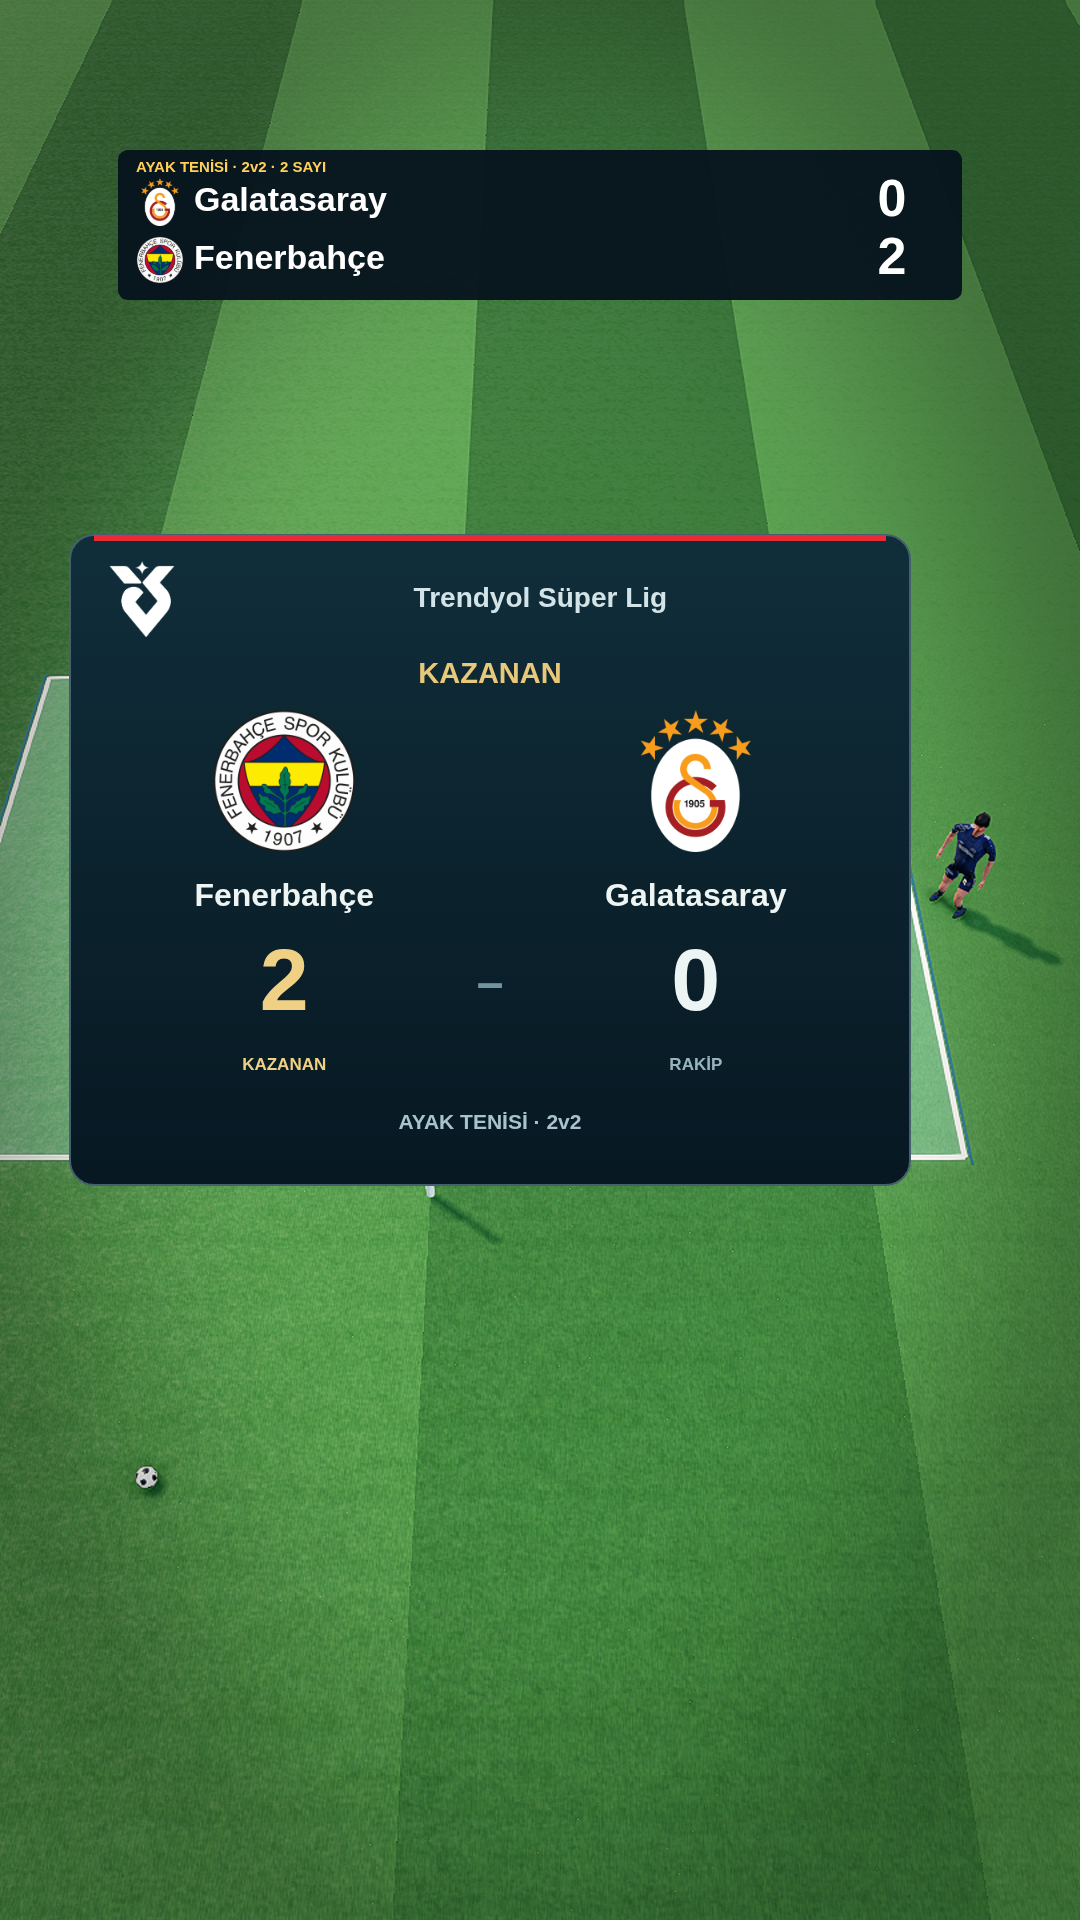 AYAK TENİSİ · 2v2 · 2 SAYI
Galatasaray 0
Fenerbahçe 2
Trendyol Süper Lig
KAZANAN
FENERBAHÇE SPOR KULÜBÜ
1907
1905
Fenerbahçe Galatasaray
2 – 0
KAZANAN RAKİP
AYAK TENİSİ · 2v2